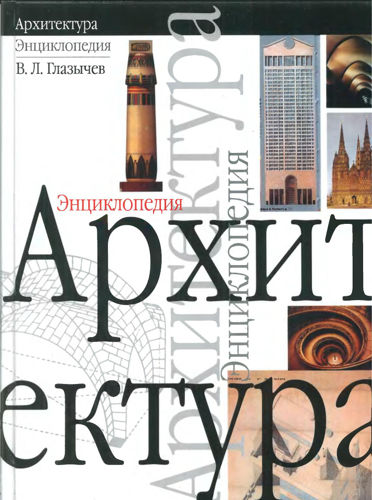 Архитектура
Энциклопедия
В. Л. Глазычев
Энциклопедия
Архит
ектура
Архитектура
Энциклопедия